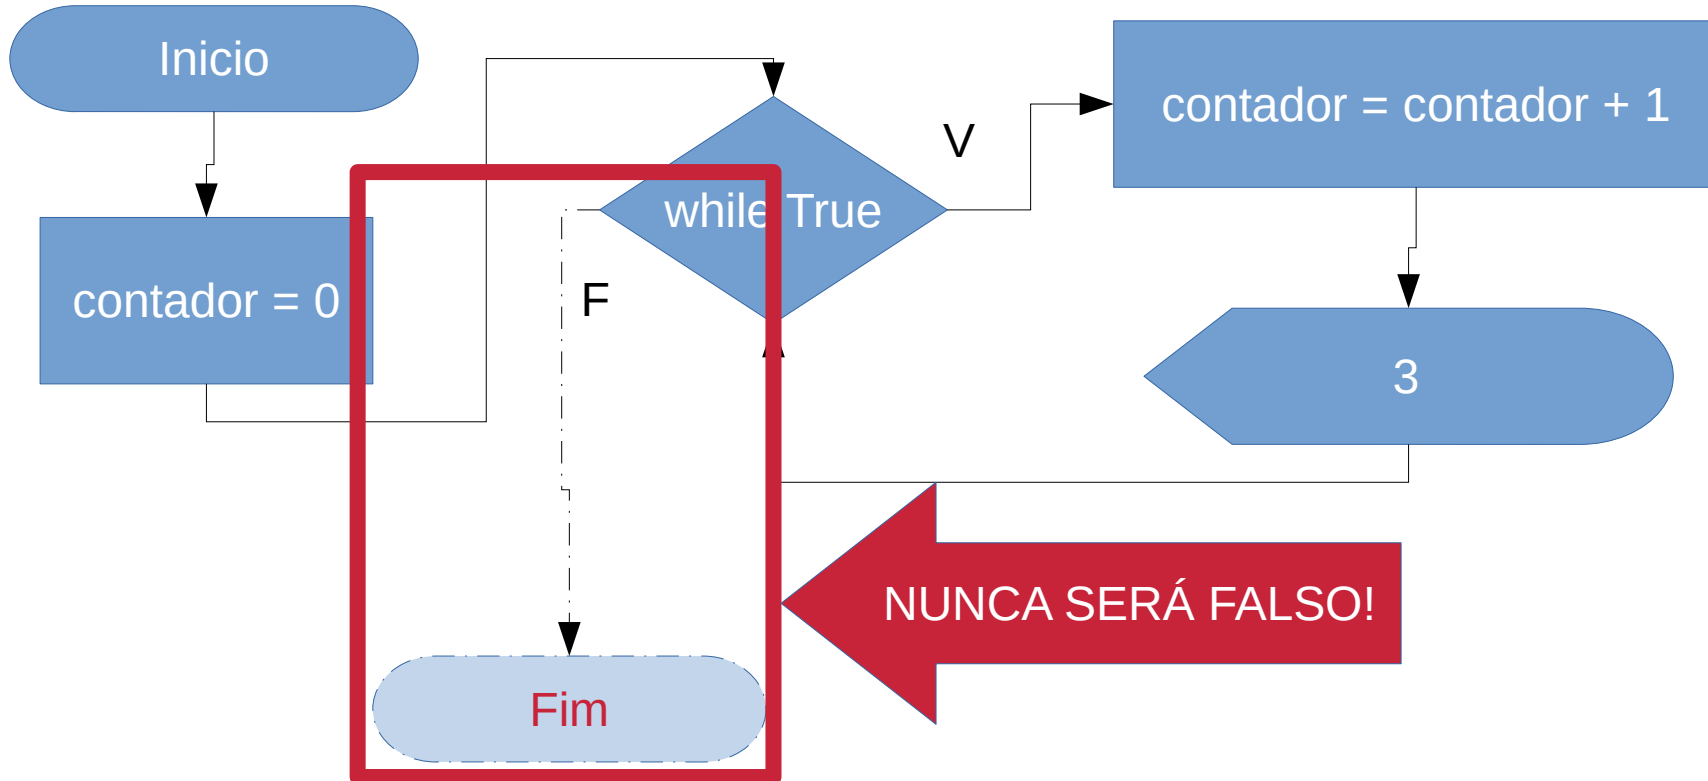 Inicio
contador = 0
while True
V
F
contador = contador + 1
3
NUNCA SERÁ FALSO!
Fim